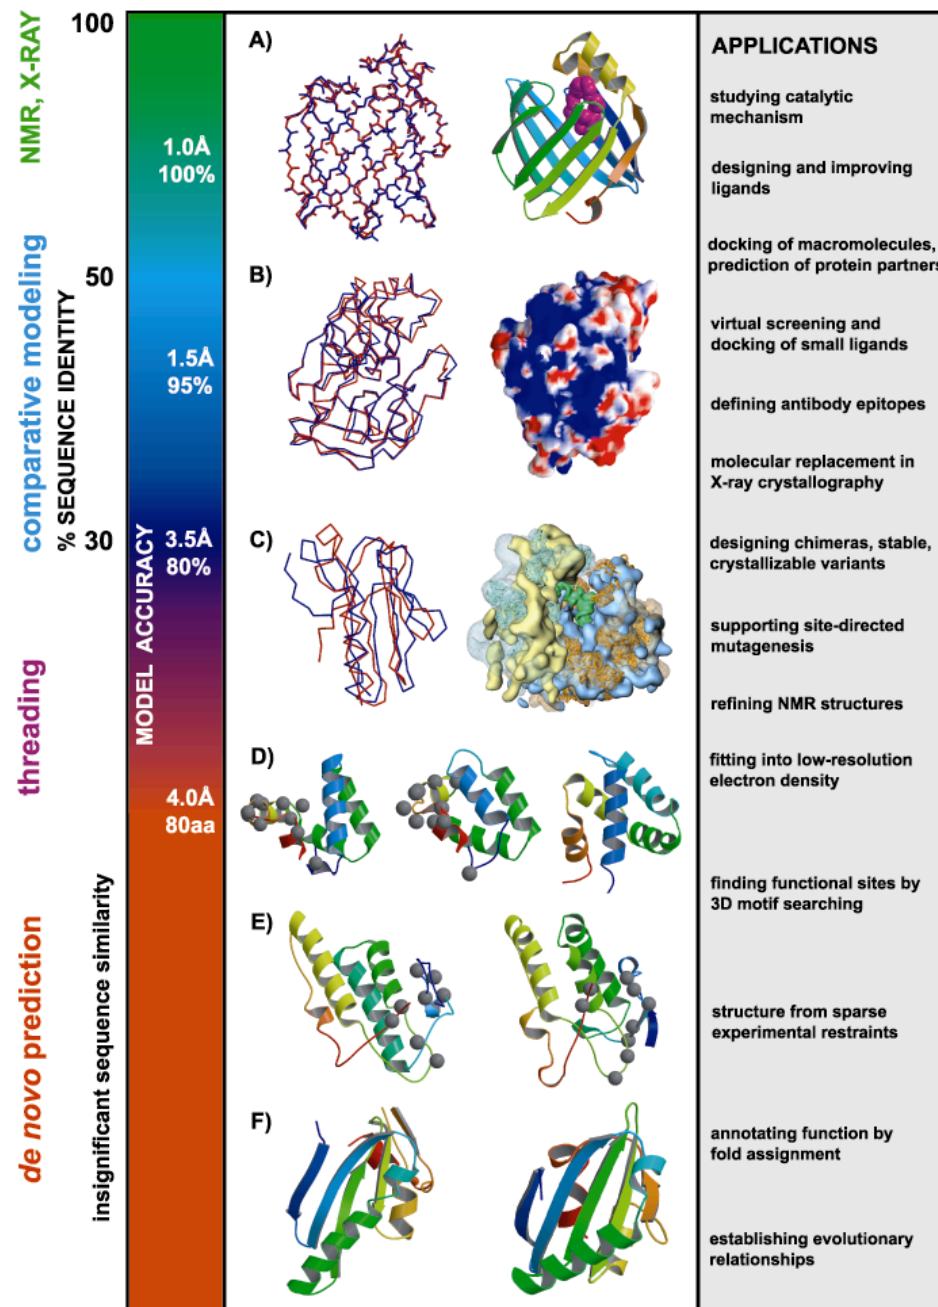 100
50
30
NMR, X-RAY
comparative modeling
threading
de novo prediction
% SEQUENCE IDENTITY
insignificant sequence similarity
MODEL ACCURACY
1.0Å
100%
1.5Å
95%
3.5Å
80%
4.0Å
80aa
A)
B)
C)
D)
E)
F)
APPLICATIONS
studying catalytic
mechanism
designing and improving
ligands
docking of macromolecules,
prediction of protein partners
virtual screening and
docking of small ligands
defining antibody epitopes
molecular replacement in
X-ray crystallography
designing chimeras, stable,
crystallizable variants
supporting site-directed
mutagenesis
refining NMR structures
fitting into low-resolution
electron density
finding functional sites by
3D motif searching
structure from sparse
experimental restraints
annotating function by
fold assignment
establishing evolutionary
relationships